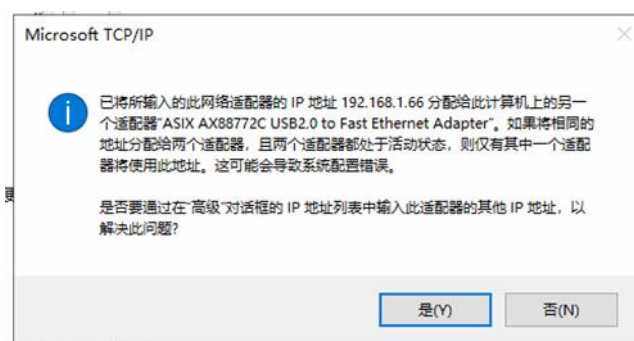 Microsoft TCP/IP
已将所输入的此网络适配器的 IP 地址 192.168.1.66 分配给此计算机上的另一
个适配器“ASIX AX88772C USB2.0 to Fast Ethernet Adapter”。如果将相同的
地址分配给两个适配器，且两个适配器都处于活动状态，则仅有其中一个适配
器将使用此地址。这可能会导致系统配置错误。
是否要通过在“高级”对话框的 IP 地址列表中输入此适配器的其他 IP 地址，以
解决此问题?
是(Y)
否(N)